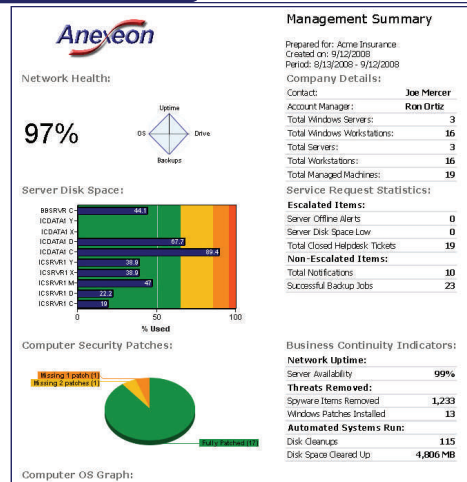 Anexeon
Management Summary
Prepared for: Acme Insurance
Created on: 9/12/2008
Period: 8/13/2008 - 9/12/2008
Network Health:
97%
Uptime
OS
Drive
Backups
Company Details:
Contact: Joe Mercer
Account Manager: Ron Ortiz
Total Windows Servers: 3
Total Windows Workstations: 16
Total Servers: 3
Total Workstations: 16
Total Managed Machines: 19
Server Disk Space:
BBSRVR C 44.1
ICDATA1 Y
ICDATA1 X
ICDATA1 D 67.7
ICDATA1 C 89.4
ICSRVR1 Y 38.9
ICSRVR1 X 38.9
ICSRVR1 M 47
ICSRVR1 D 22.2
ICSRVR1 C 19
0 50 100
% Used
Service Request Statistics:
Escalated Items:
Server Offline Alerts 0
Server Disk Space Low 0
Total Closed Helpdesk Tickets 19
Non-Escalated Items:
Total Notifications 10
Successful Backup Jobs 23
Computer Security Patches:
Missing 1 patch (1)
Missing 2 patches (1)
Fully Patched (17)
Business Continuity Indicators:
Network Uptime:
Server Availability 99%
Threats Removed:
Spyware Items Removed 1,233
Windows Patches Installed 13
Automated Systems Run:
Disk Cleanups 115
Disk Space Cleared Up 4,806 MB
Computer OS Graph: